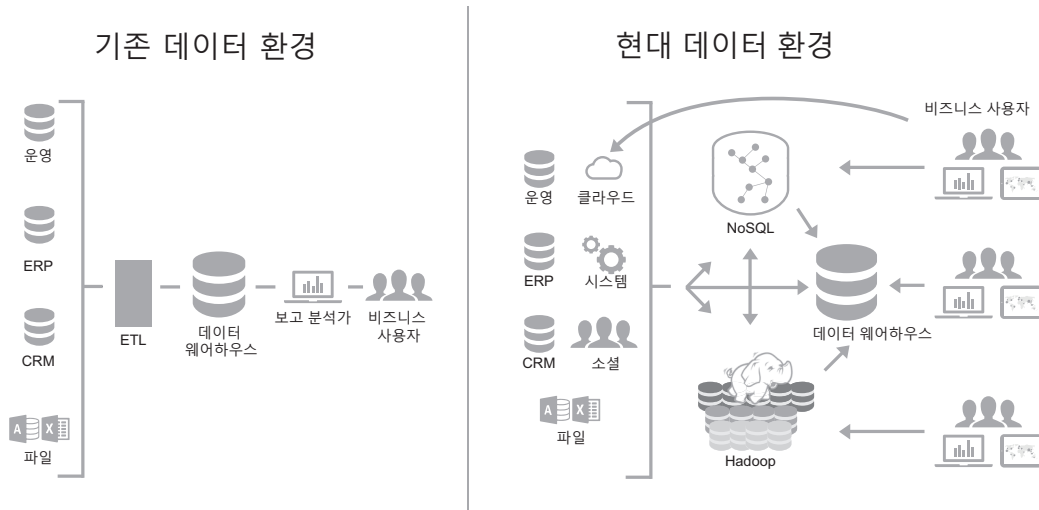 기존 데이터 환경
운영
ERP
CRM
A X
파일
ETL
데이터
웨어하우스
보고 분석가
비즈니스
사용자
현대 데이터 환경
운영
클라우드
ERP
시스템
CRM
소셜
A X
파일
NoSQL
데이터 웨어하우스
Hadoop
비즈니스 사용자